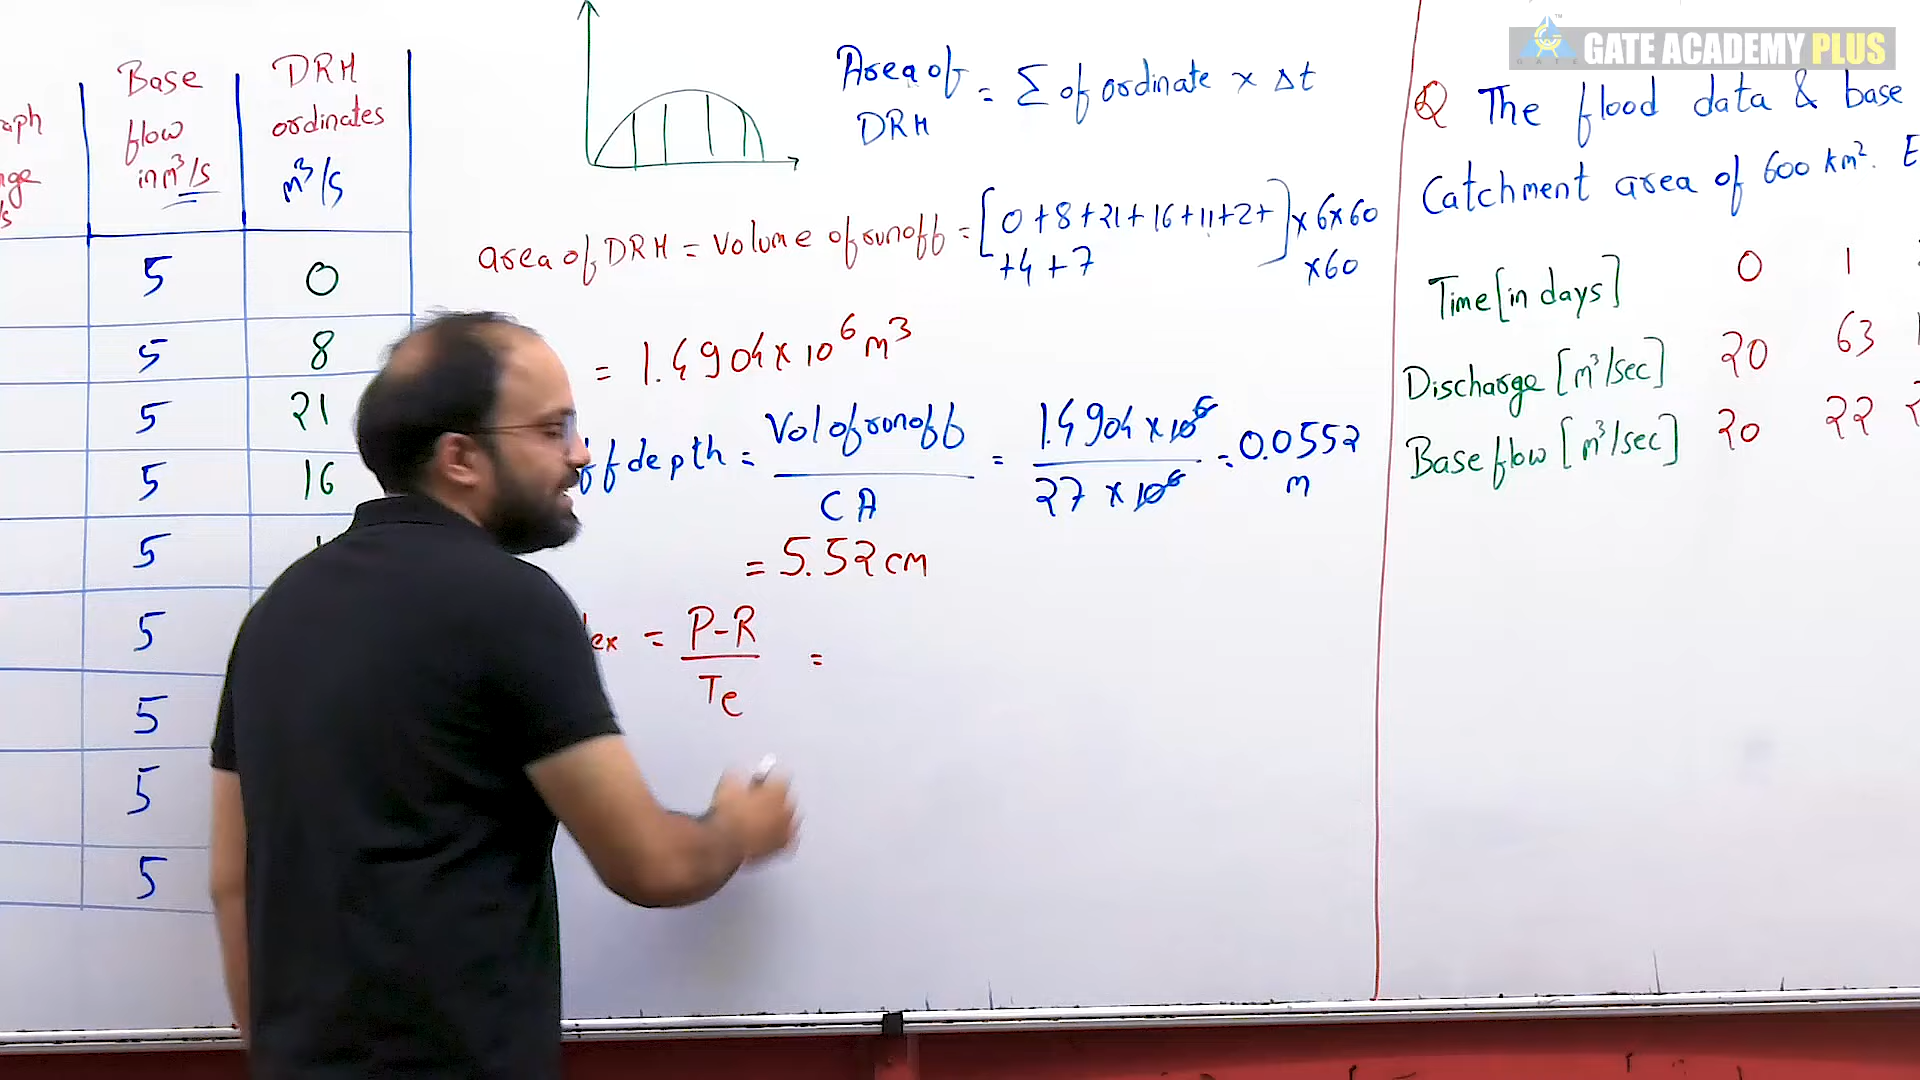 GATE ACADEMY PLUS
Base
flow
in m³/s
DRH
ordinates
m³/s
5 0
5 8
5 21
5 16
5
5
5
5
5
Area of
DRH = Σ of ordinate × Δt
area of DRH = Volume of runoff = [0+8+21+16+11+2+
+4+7] ×6×60
×60
= 1.4904×10⁶ m³
depth = Vol of runoff / CA = 1.4904×10⁶ / 27×10⁶ = 0.0552
m
= 5.52 cm
= P-R / Te =
Q The flood data & base
Catchment area of 600 km².
Time [in days] 0 1
Discharge [m³/sec] 20 63
Base flow [m³/sec] 20 22